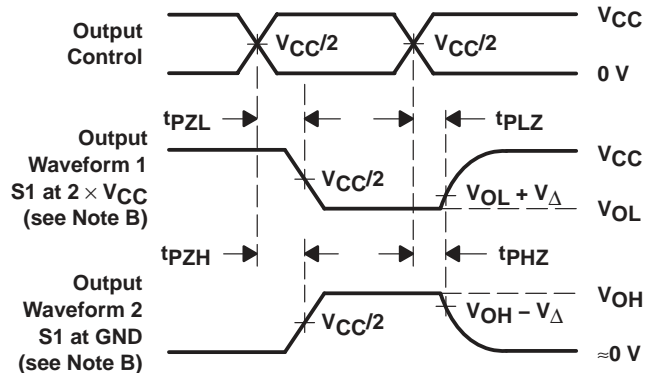 Output
Control
VCC/2
VCC/2
VCC
0 V
tPZL
tPLZ
Output
Waveform 1
S1 at 2 × VCC
(see Note B)
VCC/2
VOL + VΔ
VCC
VOL
tPZH
tPHZ
Output
Waveform 2
S1 at GND
(see Note B)
VCC/2
VOH − VΔ
VOH
≈0 V